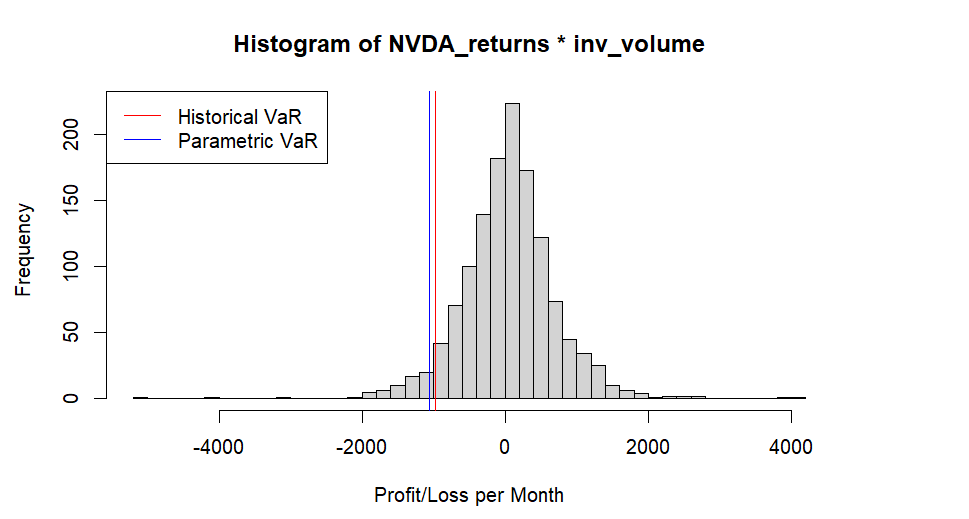 Histogram of NVDA_returns * inv_volume
Historical VaR
Parametric VaR
Frequency
200
150
100
50
0
-4000 -2000 0 2000 4000
Profit/Loss per Month